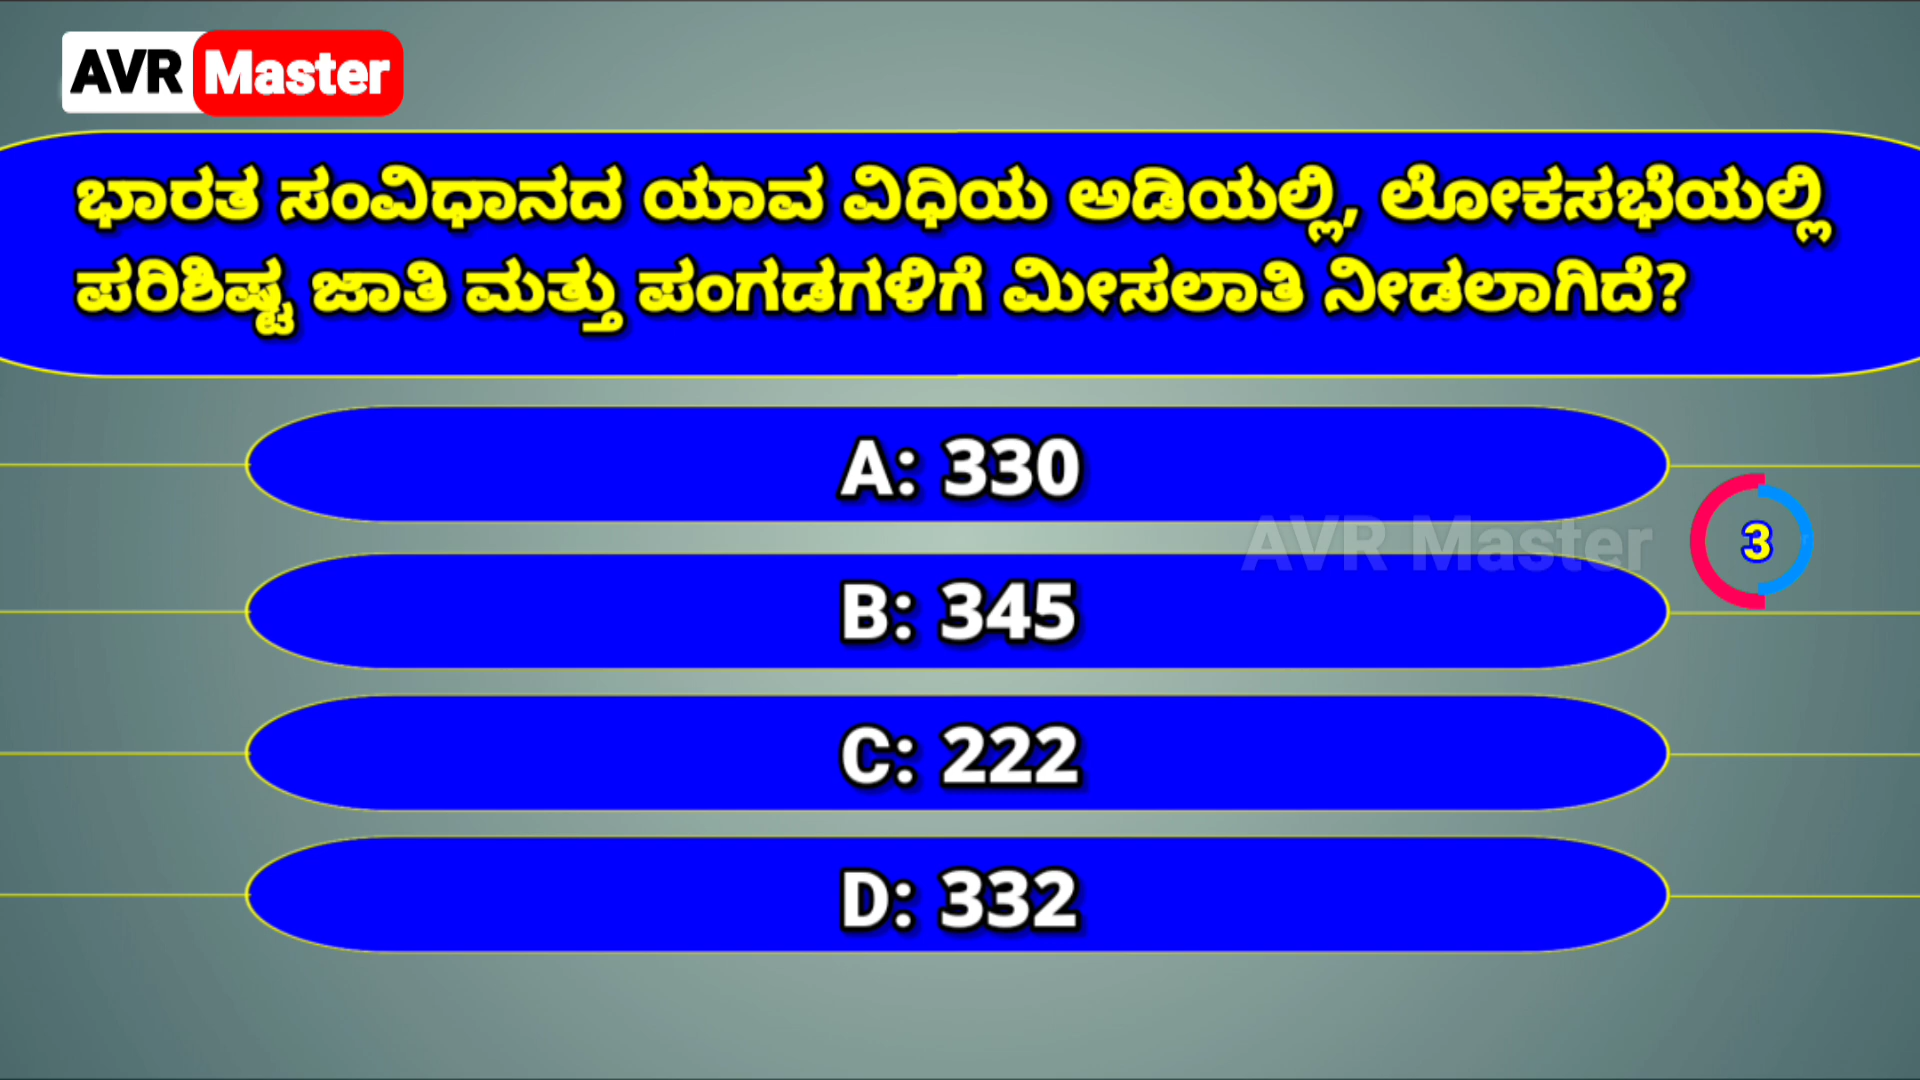 AVR Master
ಭಾರತ ಸಂವಿಧಾನದ ಯಾವ ವಿಧಿಯ ಅಡಿಯಲ್ಲಿ, ಲೋಕಸಭೆಯಲ್ಲಿ
ಪರಿಶಿಷ್ಟ ಜಾತಿ ಮತ್ತು ಪಂಗಡಗಳಿಗೆ ಮೀಸಲಾತಿ ನೀಡಲಾಗಿದೆ?
A: 330
AVR Master
3
B: 345
C: 222
D: 332